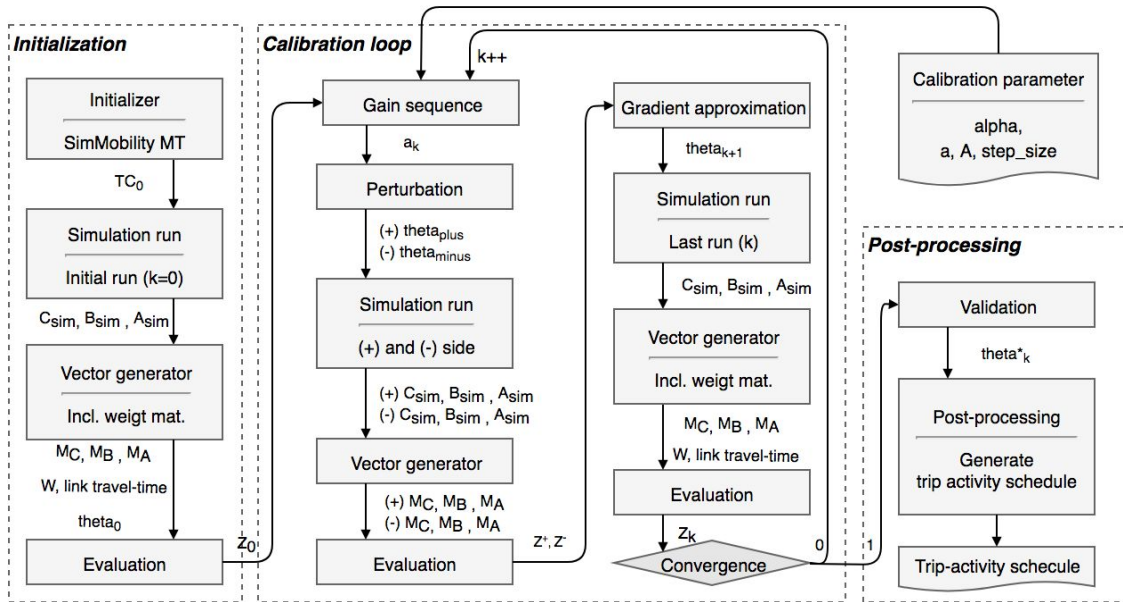 Initialization
Initializer
SimMobility MT
TC0
Simulation run
Initial run (k=0)
Csim, Bsim , Asim
Vector generator
Incl. weigt mat.
MC, MB , MA
W, link travel-time
theta0
Evaluation
Z0
Calibration loop
k++
Gain sequence
ak
Perturbation
(+) thetaplus
(-) thetaminus
Simulation run
(+) and (-) side
(+) Csim, Bsim , Asim
(-) Csim, Bsim , Asim
Vector generator
(+) MC, MB , MA
(-) MC, MB , MA
Evaluation
Z+, Z-
Gradient approximation
thetak+1
Simulation run
Last run (k)
Csim, Bsim , Asim
Vector generator
Incl. weigt mat.
MC, MB , MA
W, link travel-time
Evaluation
Zk
Convergence
0
1
Calibration parameter
alpha,
a, A, step_size
Post-processing
Validation
theta*k
Post-processing
Generate
trip activity schedule
Trip-activity schecule